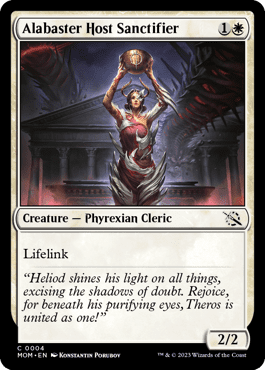 Alabaster Host Sanctifier 1
Creature — Phyrexian Cleric
Lifelink
“Heliod shines his light on all things,
excising the shadows of doubt. Rejoice,
for beneath his purifying eyes, Theros is
united as one!”
2/2
C 0004
MOM • EN Konstantin Porubov
™ & © 2023 Wizards of the Coast